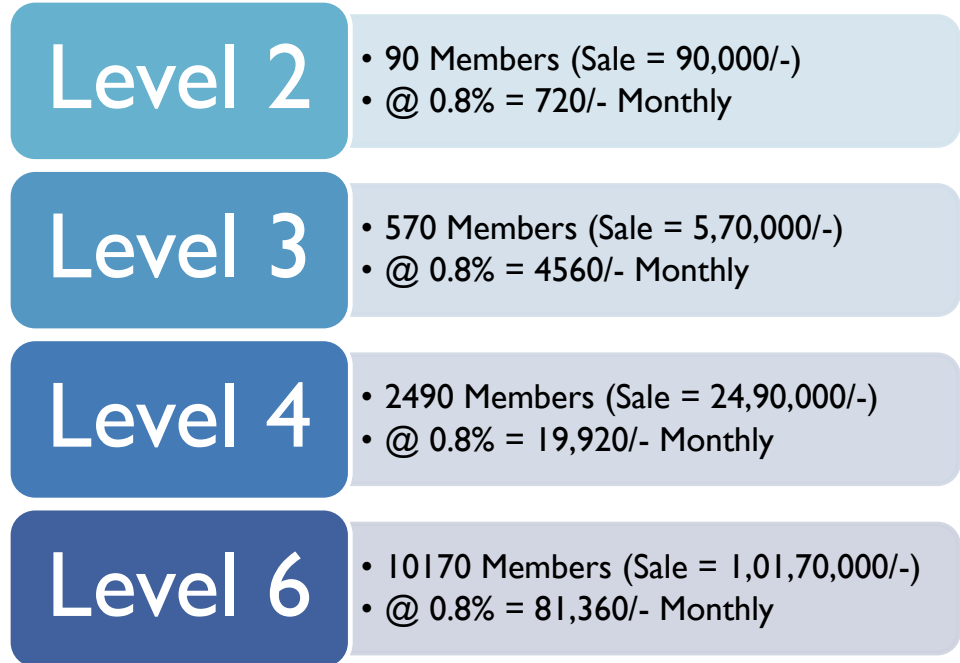 Level 2
• 90 Members (Sale = 90,000/-)
• @ 0.8% = 720/- Monthly
Level 3
• 570 Members (Sale = 5,70,000/-)
• @ 0.8% = 4560/- Monthly
Level 4
• 2490 Members (Sale = 24,90,000/-)
• @ 0.8% = 19,920/- Monthly
Level 6
• 10170 Members (Sale = 1,01,70,000/-)
• @ 0.8% = 81,360/- Monthly